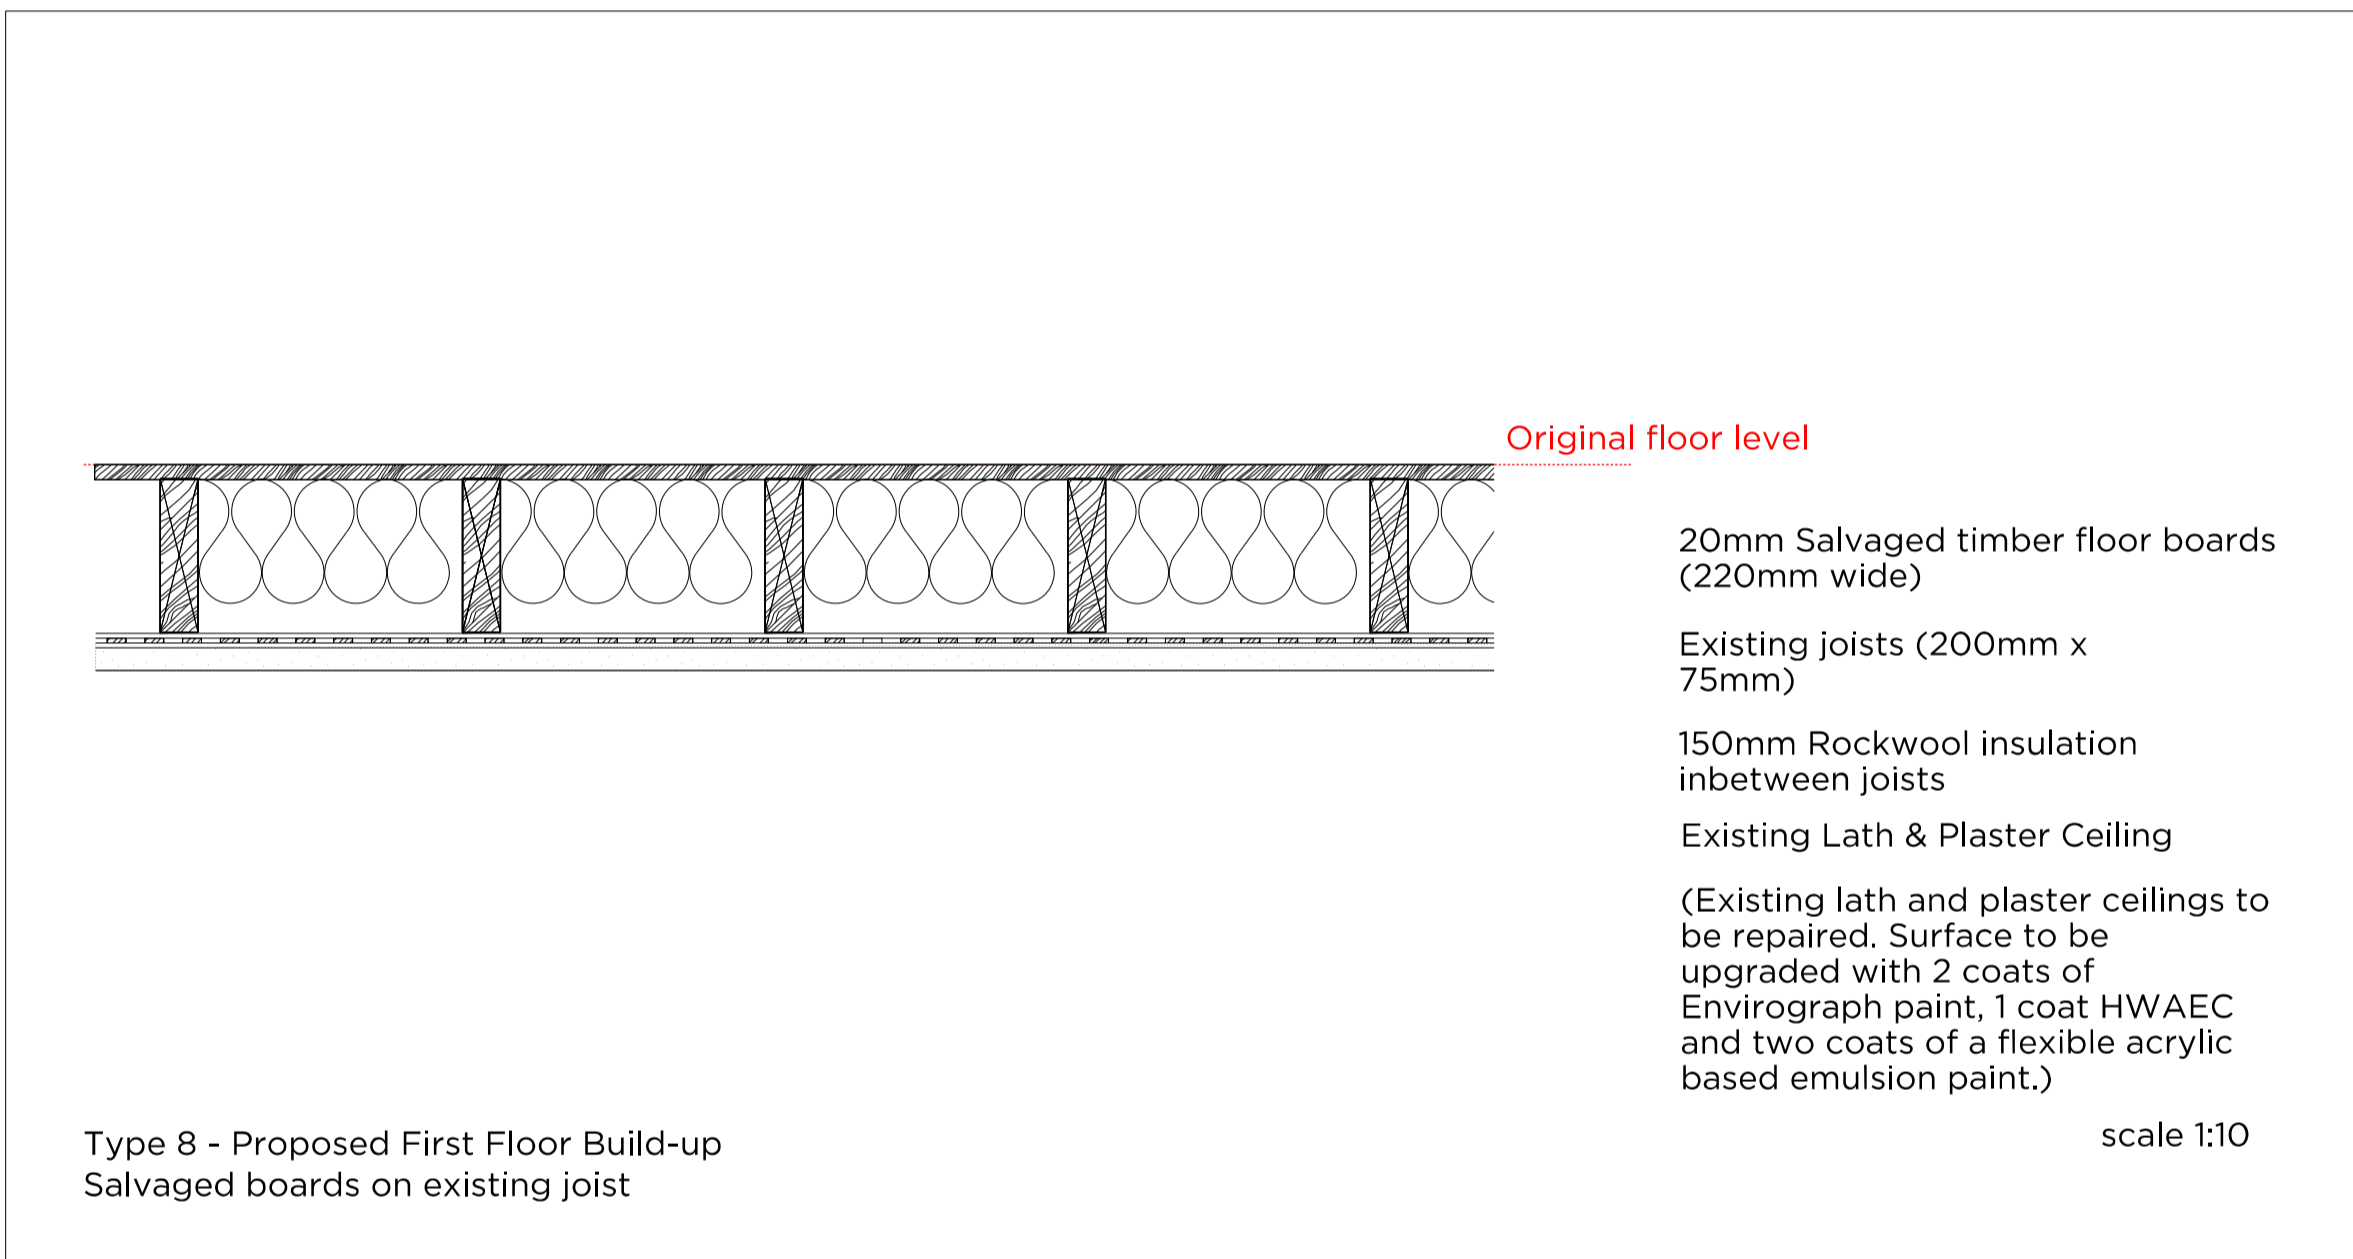 Original floor level
20mm Salvaged timber floor boards
(220mm wide)
Existing joists (200mm x
75mm)
150mm Rockwool insulation
inbetween joists
Existing Lath & Plaster Ceiling
(Existing lath and plaster ceilings to
be repaired. Surface to be
upgraded with 2 coats of
Envirograph paint, 1 coat HWAEC
and two coats of a flexible acrylic
based emulsion paint.)
scale 1:10
Type 8 - Proposed First Floor Build-up
Salvaged boards on existing joist